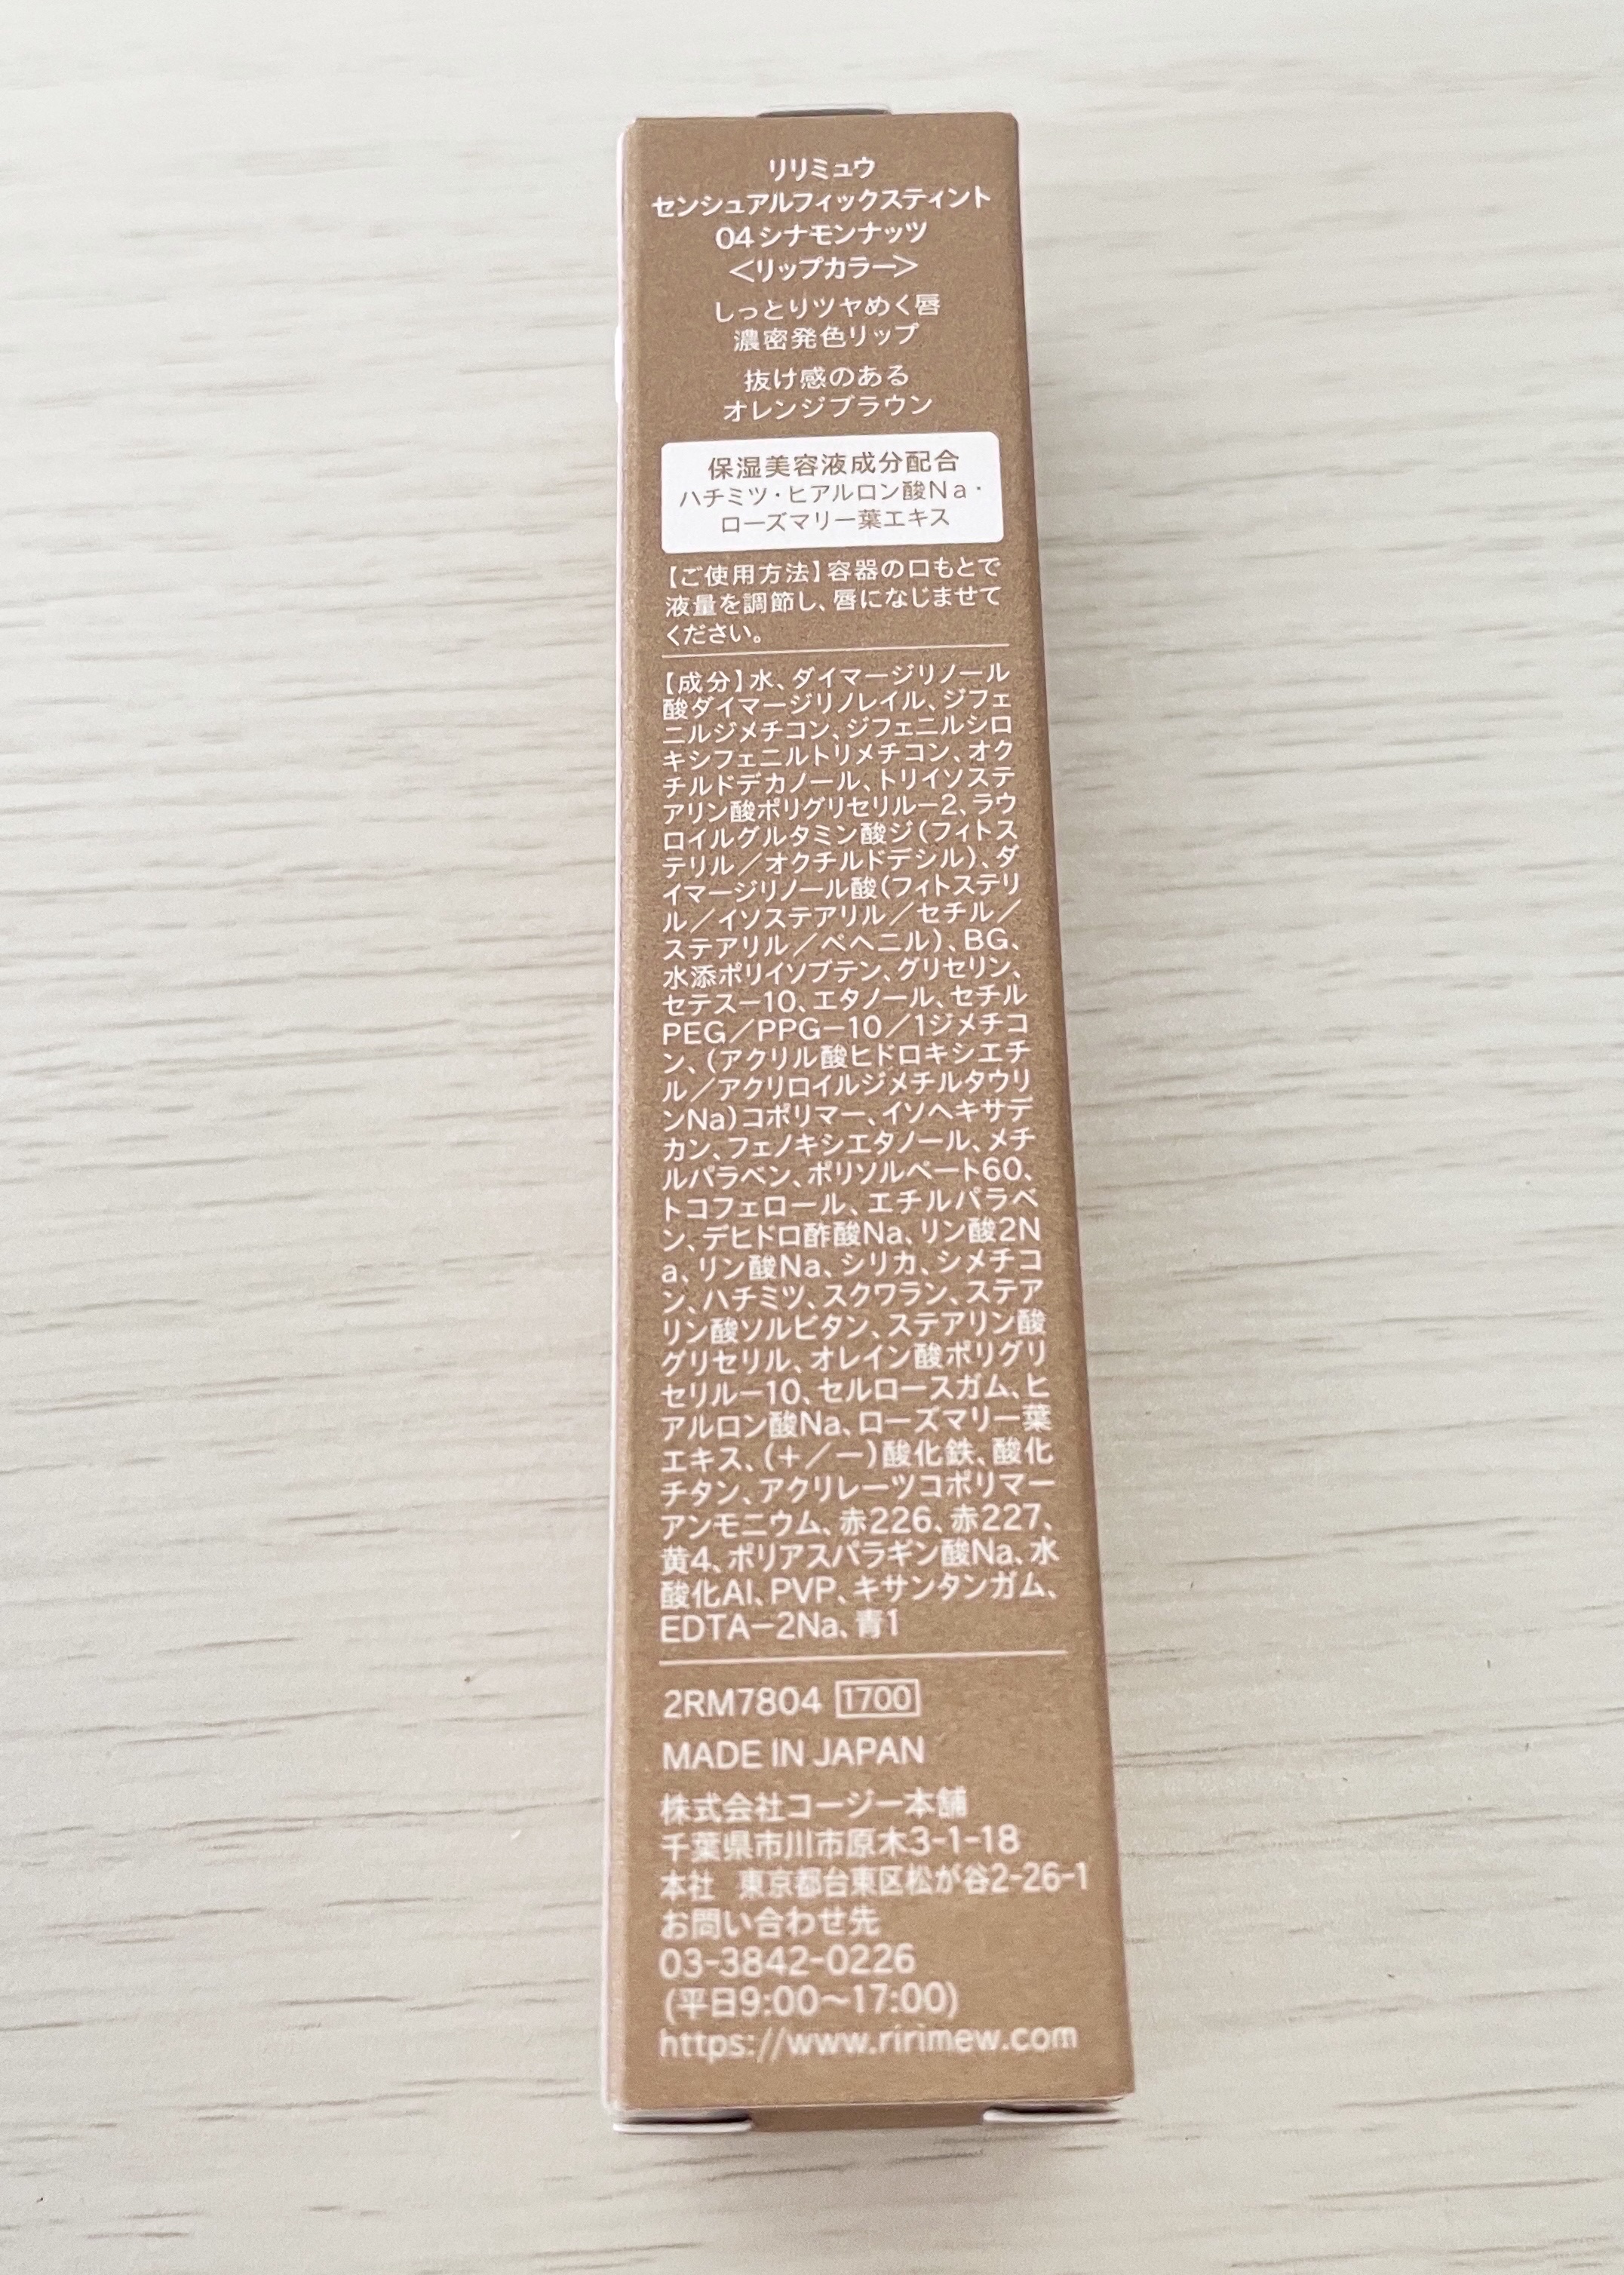 リリミュウ
センシュアルフィックスティント
04シナモンナッツ
＜リップカラー＞
しっとりツヤめく唇
濃密発色リップ
抜け感のある
オレンジブラウン
保湿美容液成分配合
ハチミツ・ヒアルロン酸Na・
ローズマリー葉エキス
【ご使用方法】容器の口もとで
液量を調節し、唇になじませて
ください。
【成分】水、ダイマージリノール
酸ダイマージリノレイル、ジフェ
ニルジメチコン、ジフェニルシロ
キシフェニルトリメチコン、オク
チルドデカノール、トリイソステ
アリン酸ポリグリセリル－2、ラウ
ロイルグルタミン酸ジ（フィトス
テリル／オクチルドデシル）、ダ
イマージリノール酸（フィトステリ
ル／イソステアリル／セチル／
ステアリル／ベヘニル）、BG、
水添ポリイソブテン、グリセリン、
セテス－10、エタノール、セチル
PEG／PPG－10／1ジメチコ
ン、（アクリル酸ヒドロキシエチ
ル／アクリロイルジメチルタウリ
ンNa）コポリマー、イソヘキサデ
カン、フェノキシエタノール、メチ
ルパラベン、ポリソルベート60、
トコフェロール、エチルパラベ
ン、デヒドロ酢酸Na、リン酸2N
a、リン酸Na、シリカ、シメチコ
ン、ハチミツ、スクワラン、ステア
リン酸ソルビタン、ステアリン酸
グリセリル、オレイン酸ポリグリ
セリル－10、セルロースガム、ヒ
アルロン酸Na、ローズマリー葉
エキス、（＋／－）酸化鉄、酸化
チタン、アクリレーツコポリマー
アンモニウム、赤226、赤227、
黄4、ポリアスパラギン酸Na、水
酸化Al、PVP、キサンタンガム、
EDTA－2Na、青1
2RM7804 1700
MADE IN JAPAN
株式会社コージー本舗
千葉県市川市原木3-1-18
本社 東京都台東区松が谷2-26-1
お問い合わせ先
03-3842-0226
(平日9:00〜17:00)
https://www.ririmew.com